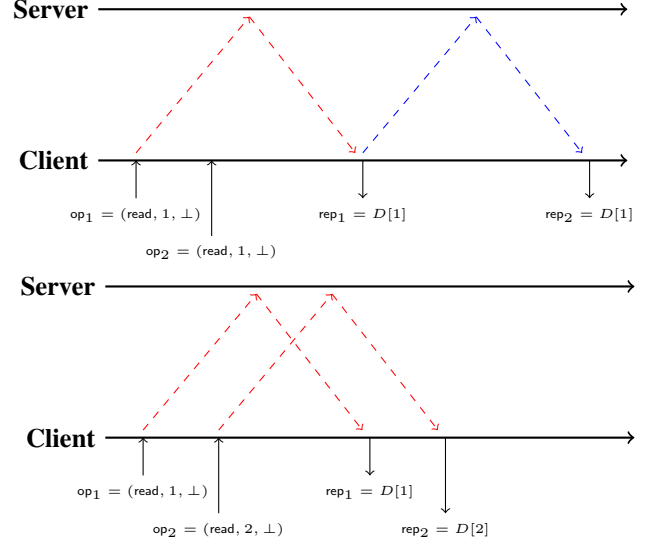 Server
Client
op₁ = (read, 1, ⊥)
rep₁ = D[1]
rep₂ = D[1]
op₂ = (read, 1, ⊥)
Server
Client
op₁ = (read, 1, ⊥)
rep₁ = D[1]
op₂ = (read, 2, ⊥)
rep₂ = D[2]